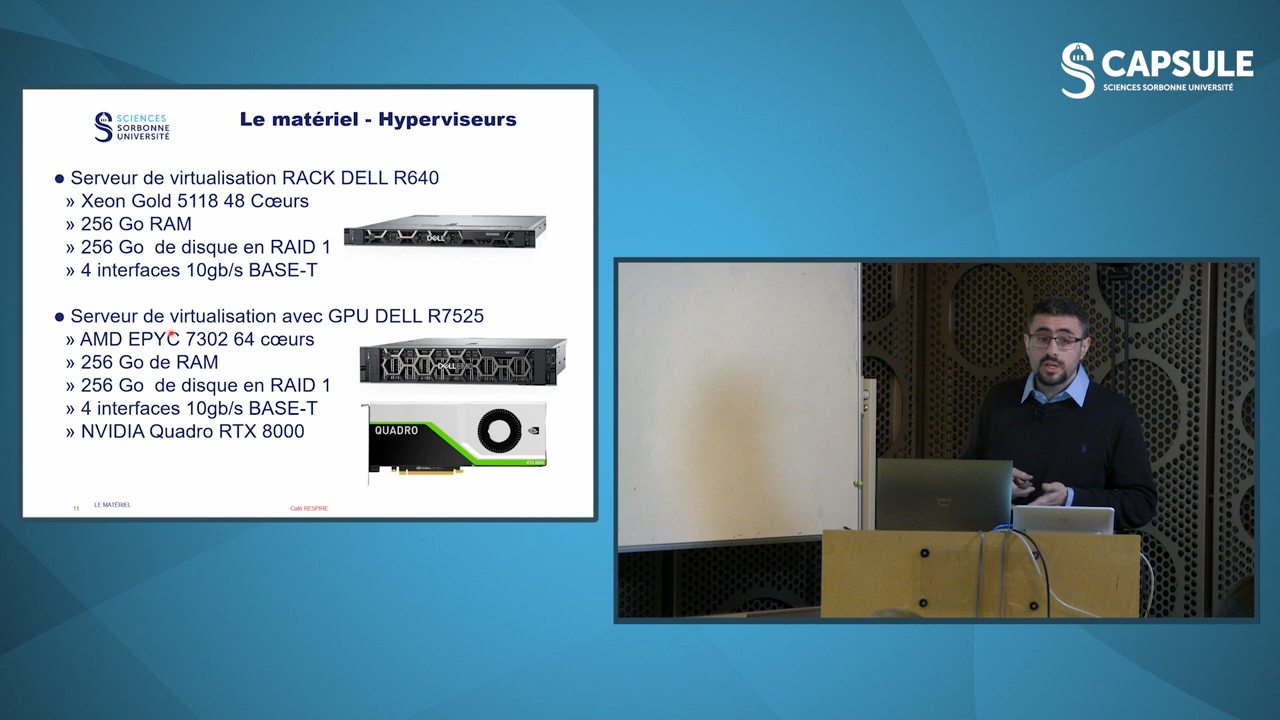 CAPSULE
SCIENCES SORBONNE UNIVERSITÉ
SCIENCES
SORBONNE
UNIVERSITÉ
Le matériel - Hyperviseurs
● Serveur de virtualisation RACK DELL R640
» Xeon Gold 5118 48 Cœurs
» 256 Go RAM
» 256 Go de disque en RAID 1
» 4 interfaces 10gb/s BASE-T
DELL
● Serveur de virtualisation avec GPU DELL R7525
» AMD EPYC 7302 64 cœurs
» 256 Go de RAM
» 256 Go de disque en RAID 1
» 4 interfaces 10gb/s BASE-T
» NVIDIA Quadro RTX 8000
DELL EMC
QUADRO
11
LE MATÉRIEL
Café RESPIRE